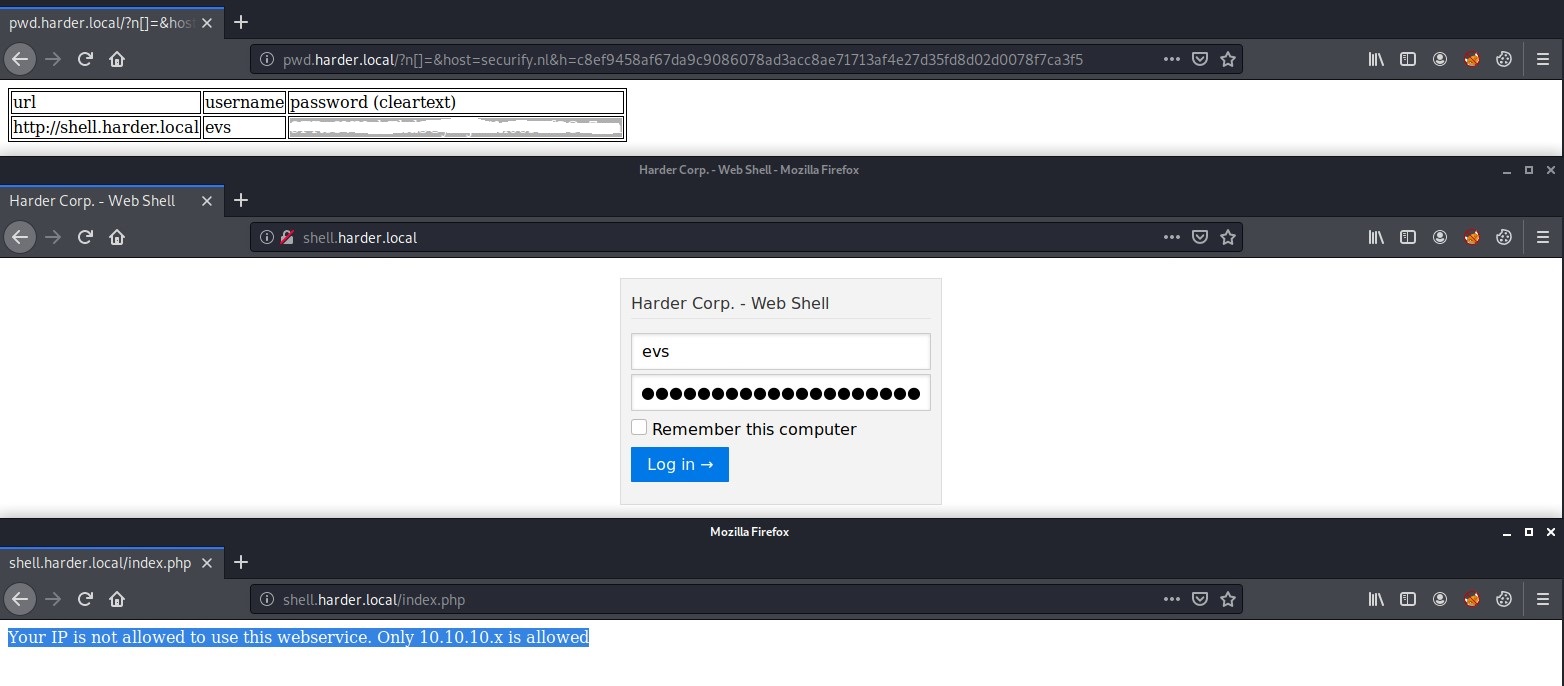 pwd.harder.local/?n[]=&hos
pwd.harder.local/?n[]=&host=securify.nl&h=c8ef9458af67da9c9086078ad3acc8ae71713af4e27d35fd8d02d0078f7ca3f5
url username password (cleartext)
http://shell.harder.local evs
Harder Corp. - Web Shell - Mozilla Firefox
Harder Corp. - Web Shell
shell.harder.local
Harder Corp. - Web Shell
evs
Remember this computer
Log in →
Mozilla Firefox
shell.harder.local/index.php
shell.harder.local/index.php
Your IP is not allowed to use this webservice. Only 10.10.10.x is allowed